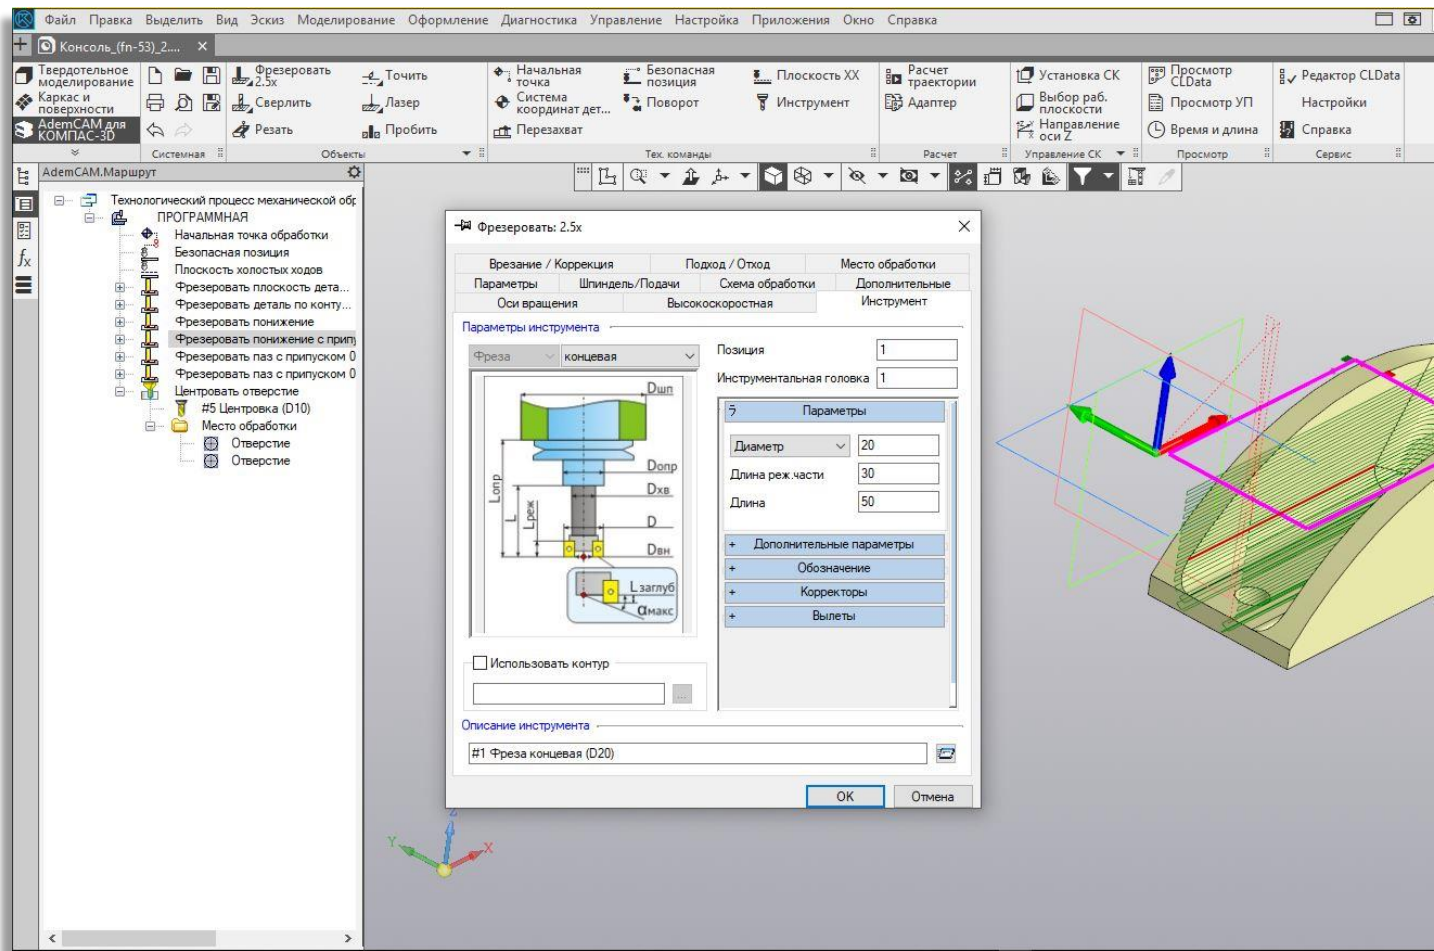 Файл Правка Выделить Вид Эскиз Моделирование Оформление Диагностика Управление Настройка Приложения Окно Справка
Консоль_(fn-53)_2....
Твердотельное моделирование
Каркас и поверхности
AdemCAM для КОМПАС-3D
Системная
Фрезеровать 2.5x
Сверлить
Резать
Точить
Лазер
Пробить
Объекты
Начальная точка
Система координат дет...
Перезахват
Безопасная позиция
Поворот
Плоскость XX
Инструмент
Тех. команды
Расчет траектории
Адаптер
Расчет
Установка СК
Выбор раб. плоскости
Направление оси Z
Управление СК
Просмотр CLData
Просмотр УП
Время и длина
Просмотр
Редактор CLData
Настройки
Справка
Сервис
AdemCAM.Маршрут
Технологический процесс механической обр
ПРОГРАММНАЯ
Начальная точка обработки
Безопасная позиция
Плоскость холостых ходов
Фрезеровать плоскость дета...
Фрезеровать деталь по конту...
Фрезеровать понижение
Фрезеровать понижение с припу
Фрезеровать паз с припуском 0
Фрезеровать паз с припуском 0
Центровать отверстие
#5 Центровка (D10)
Место обработки
Отверстие
Отверстие
fx
Фрезеровать: 2.5x
Врезание / Коррекция
Подход / Отход
Место обработки
Параметры
Шпиндель/Подачи
Схема обработки
Дополнительные
Оси вращения
Высокоскоростная
Инструмент
Параметры инструмента
Фреза
концевая
Позиция
1
Инструментальная головка
1
Dшп
Dопр
Dхв
D
Dвн
Lопр
L
Lреж
Lзаглуб
αмакс
Параметры
Диаметр
20
Длина реж.части
30
Длина
50
+ Дополнительные параметры
+ Обозначение
+ Корректоры
+ Вылеты
Использовать контур
...
Описание инструмента
#1 Фреза концевая (D20)
OK
Отмена
Z
Y
X